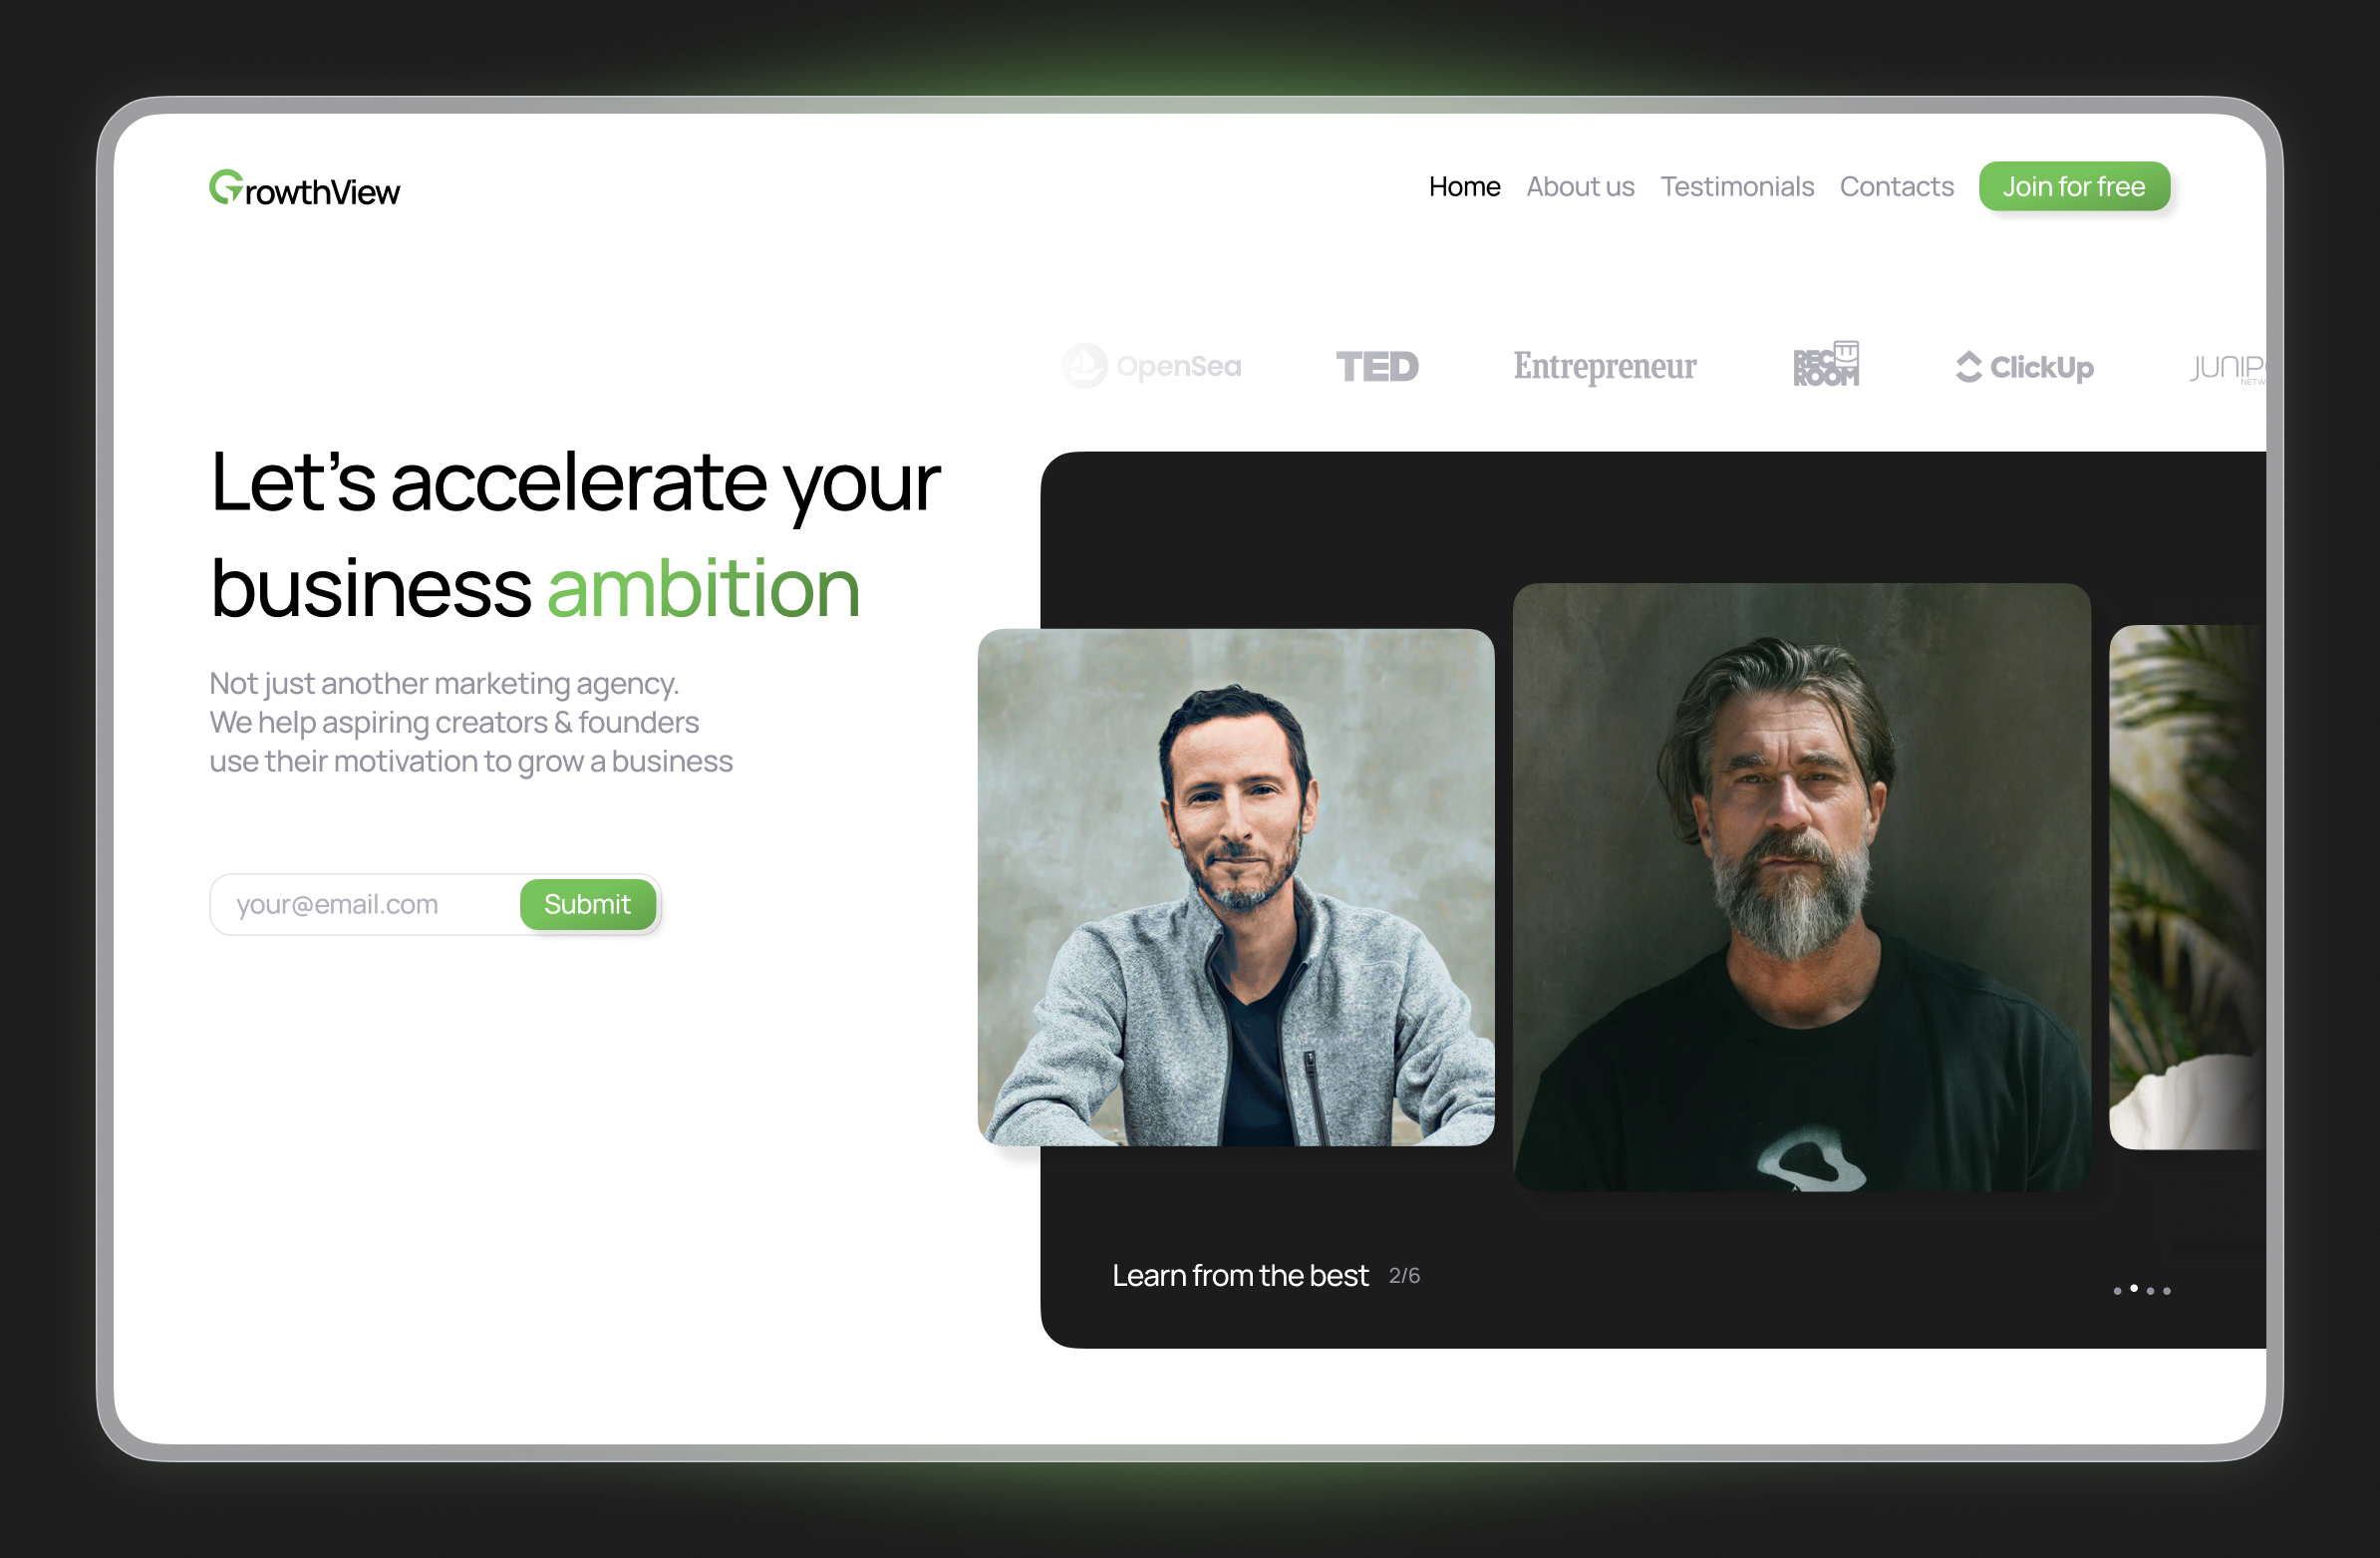 GrowthView
Home About us Testimonials Contacts Join for free
OpenSea TED Entrepreneur REC ROOM ClickUp
Let’s accelerate your
business ambition
Not just another marketing agency.
We help aspiring creators & founders
use their motivation to grow a business
your@email.com Submit
Learn from the best 2/6